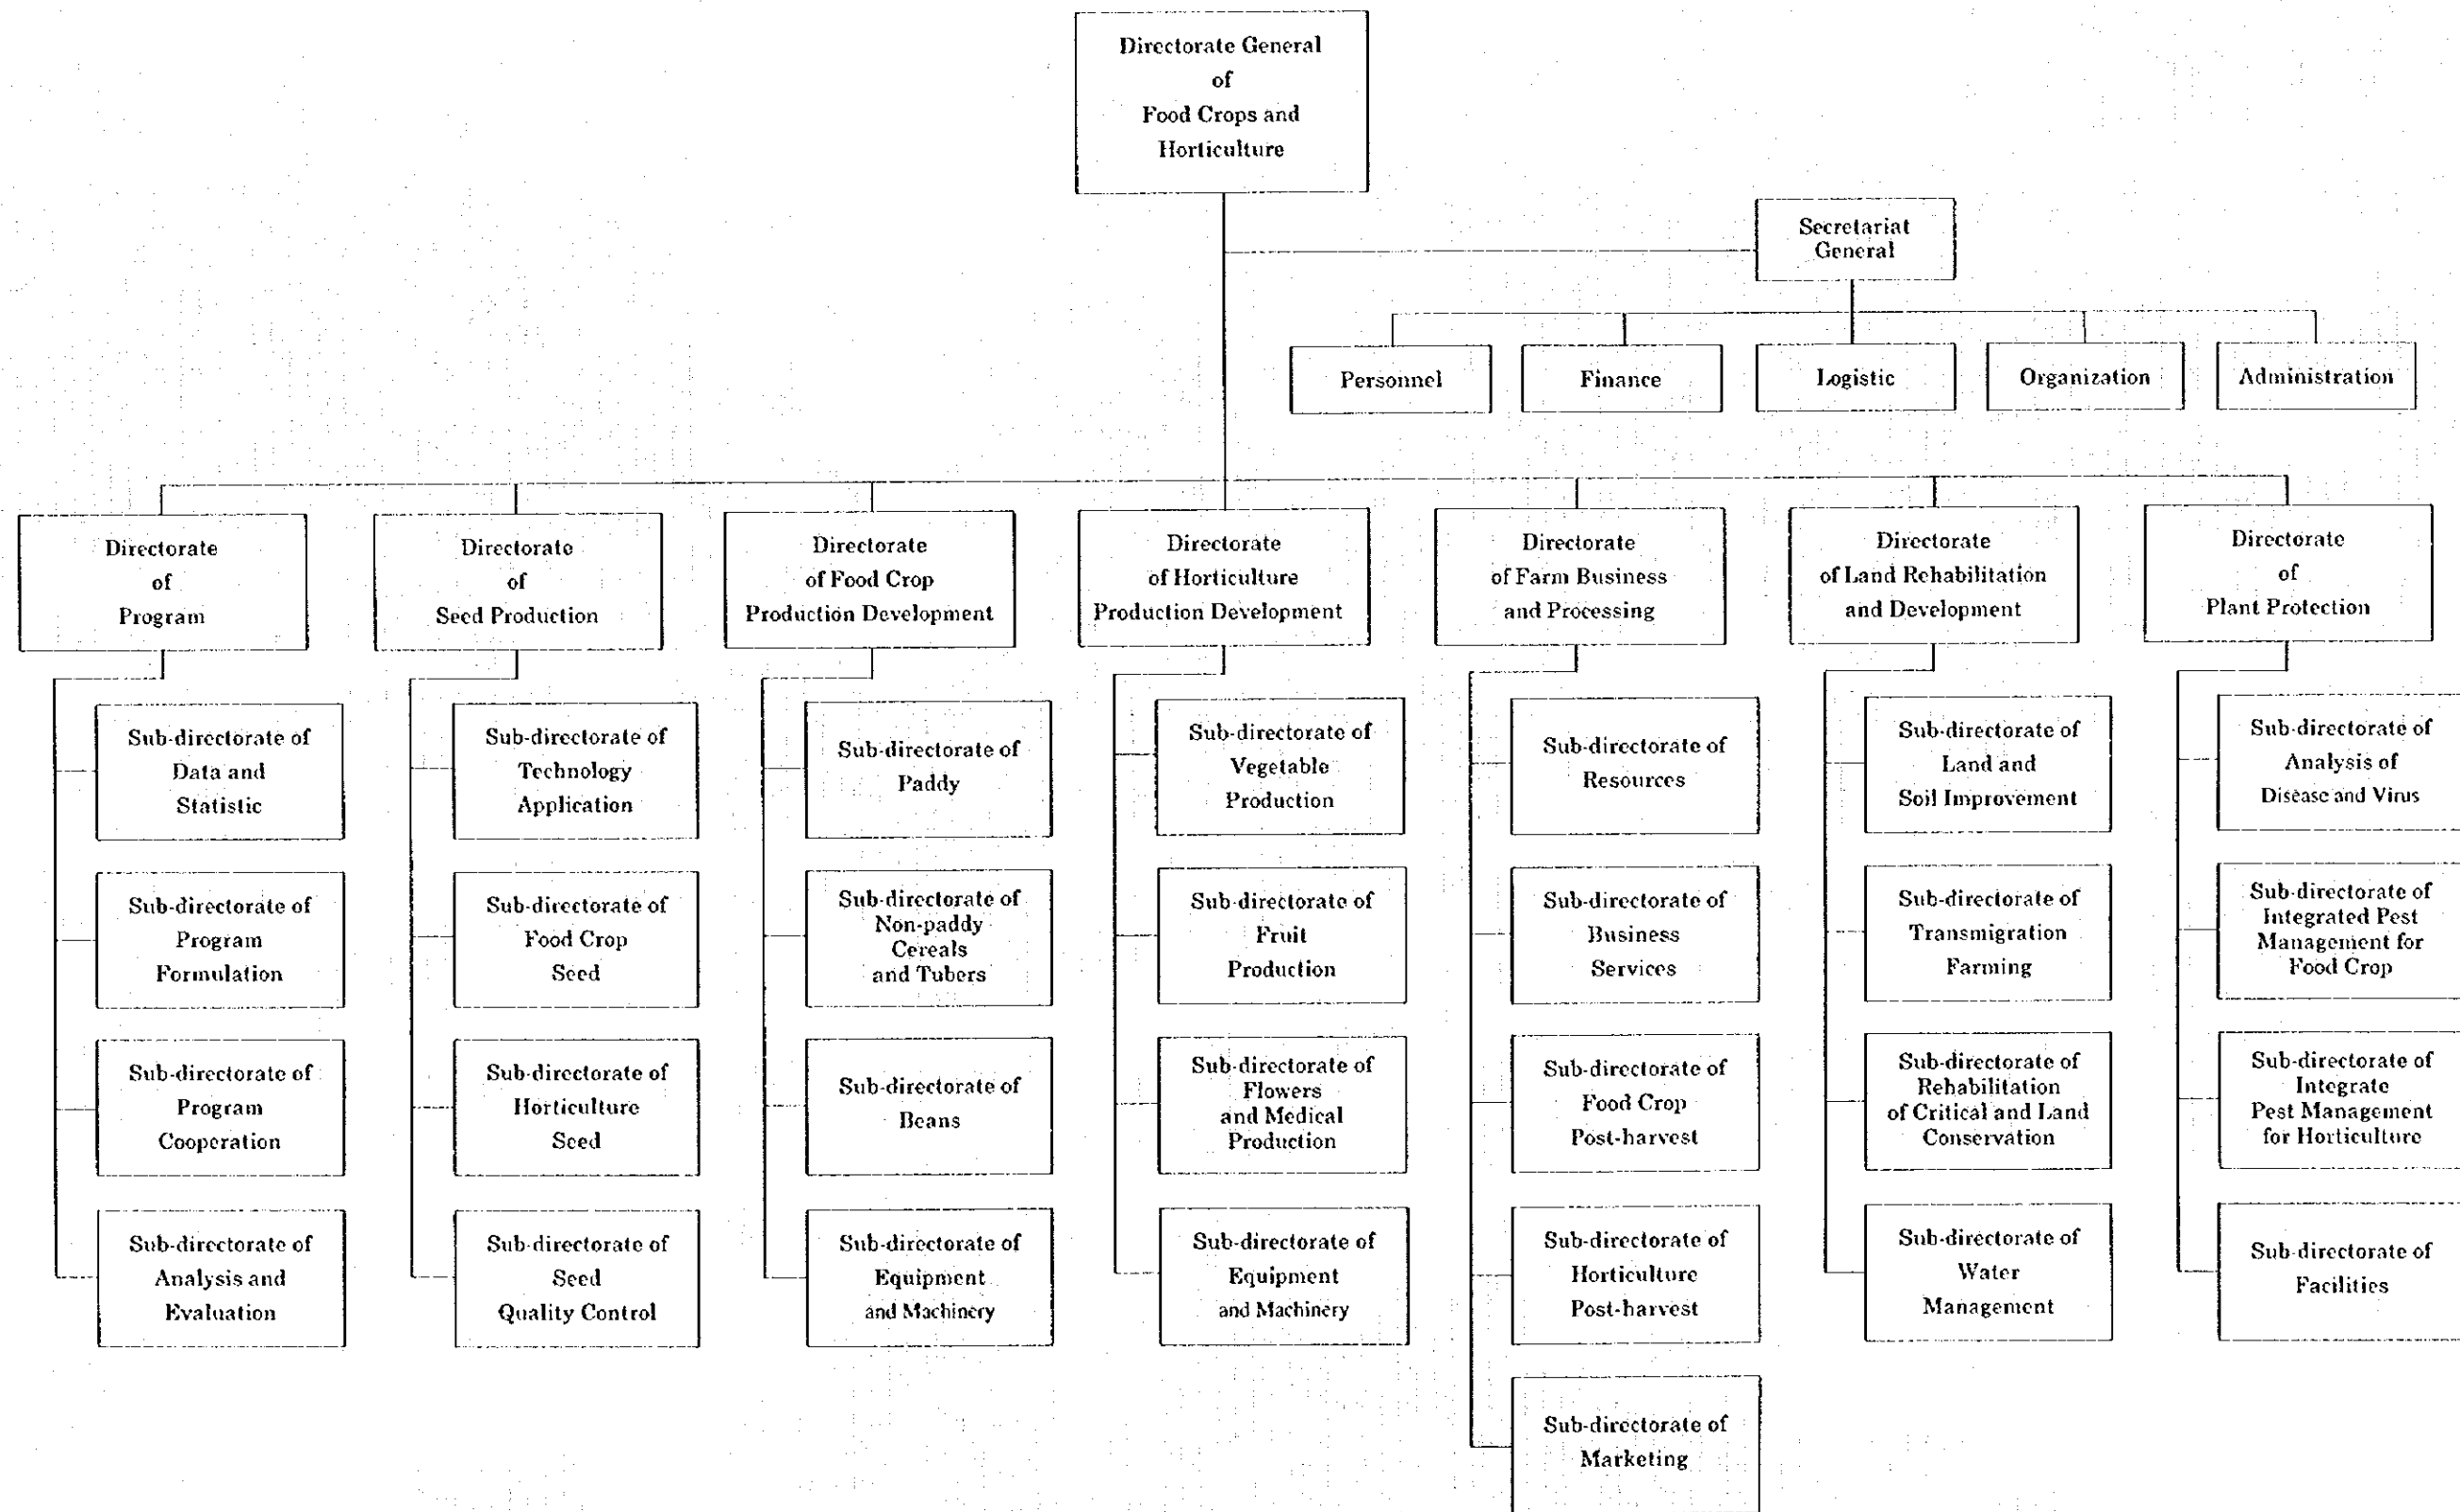 Directorate General
of
Food Crops and
Horticulture
Secretariat
General
Personnel
Finance
Logistic
Organization
Administration
Directorate
of
Program
Directorate
of
Seed Production
Directorate
of Food Crop
Production Development
Directorate
of Horticulture
Production Development
Directorate
of Farm Business
and Processing
Directorate
of Land Rehabilitation
and Development
Directorate
of
Plant Protection
Sub-directorate of
Data and
Statistic
Sub-directorate of
Program
Formulation
Sub-directorate of
Program
Cooperation
Sub-directorate of
Analysis and
Evaluation
Sub-directorate of
Technology
Application
Sub-directorate of
Food Crop
Seed
Sub-directorate of
Horticulture
Seed
Sub-directorate of
Seed
Quality Control
Sub-directorate of
Paddy
Sub-directorate of
Non-paddy
Cereals
and Tubers
Sub-directorate of
Beans
Sub-directorate of
Equipment
and Machinery
Sub-directorate of
Vegetable
Production
Sub-directorate of
Fruit
Production
Sub-directorate of
Flowers
and Medical
Production
Sub-directorate of
Equipment
and Machinery
Sub-directorate of
Resources
Sub-directorate of
Business
Services
Sub-directorate of
Food Crop
Post-harvest
Sub-directorate of
Horticulture
Post-harvest
Sub-directorate of
Marketing
Sub-directorate of
Land and
Soil Improvement
Sub-directorate of
Transmigration
Farming
Sub-directorate of
Rehabilitation
of Critical and Land
Conservation
Sub-directorate of
Water
Management
Sub-directorate of
Analysis of
Disease and Virus
Sub-directorate of
Integrated Pest
Management for
Food Crop
Sub-directorate of
Integrate
Pest Management
for Horticulture
Sub-directorate of
Facilities